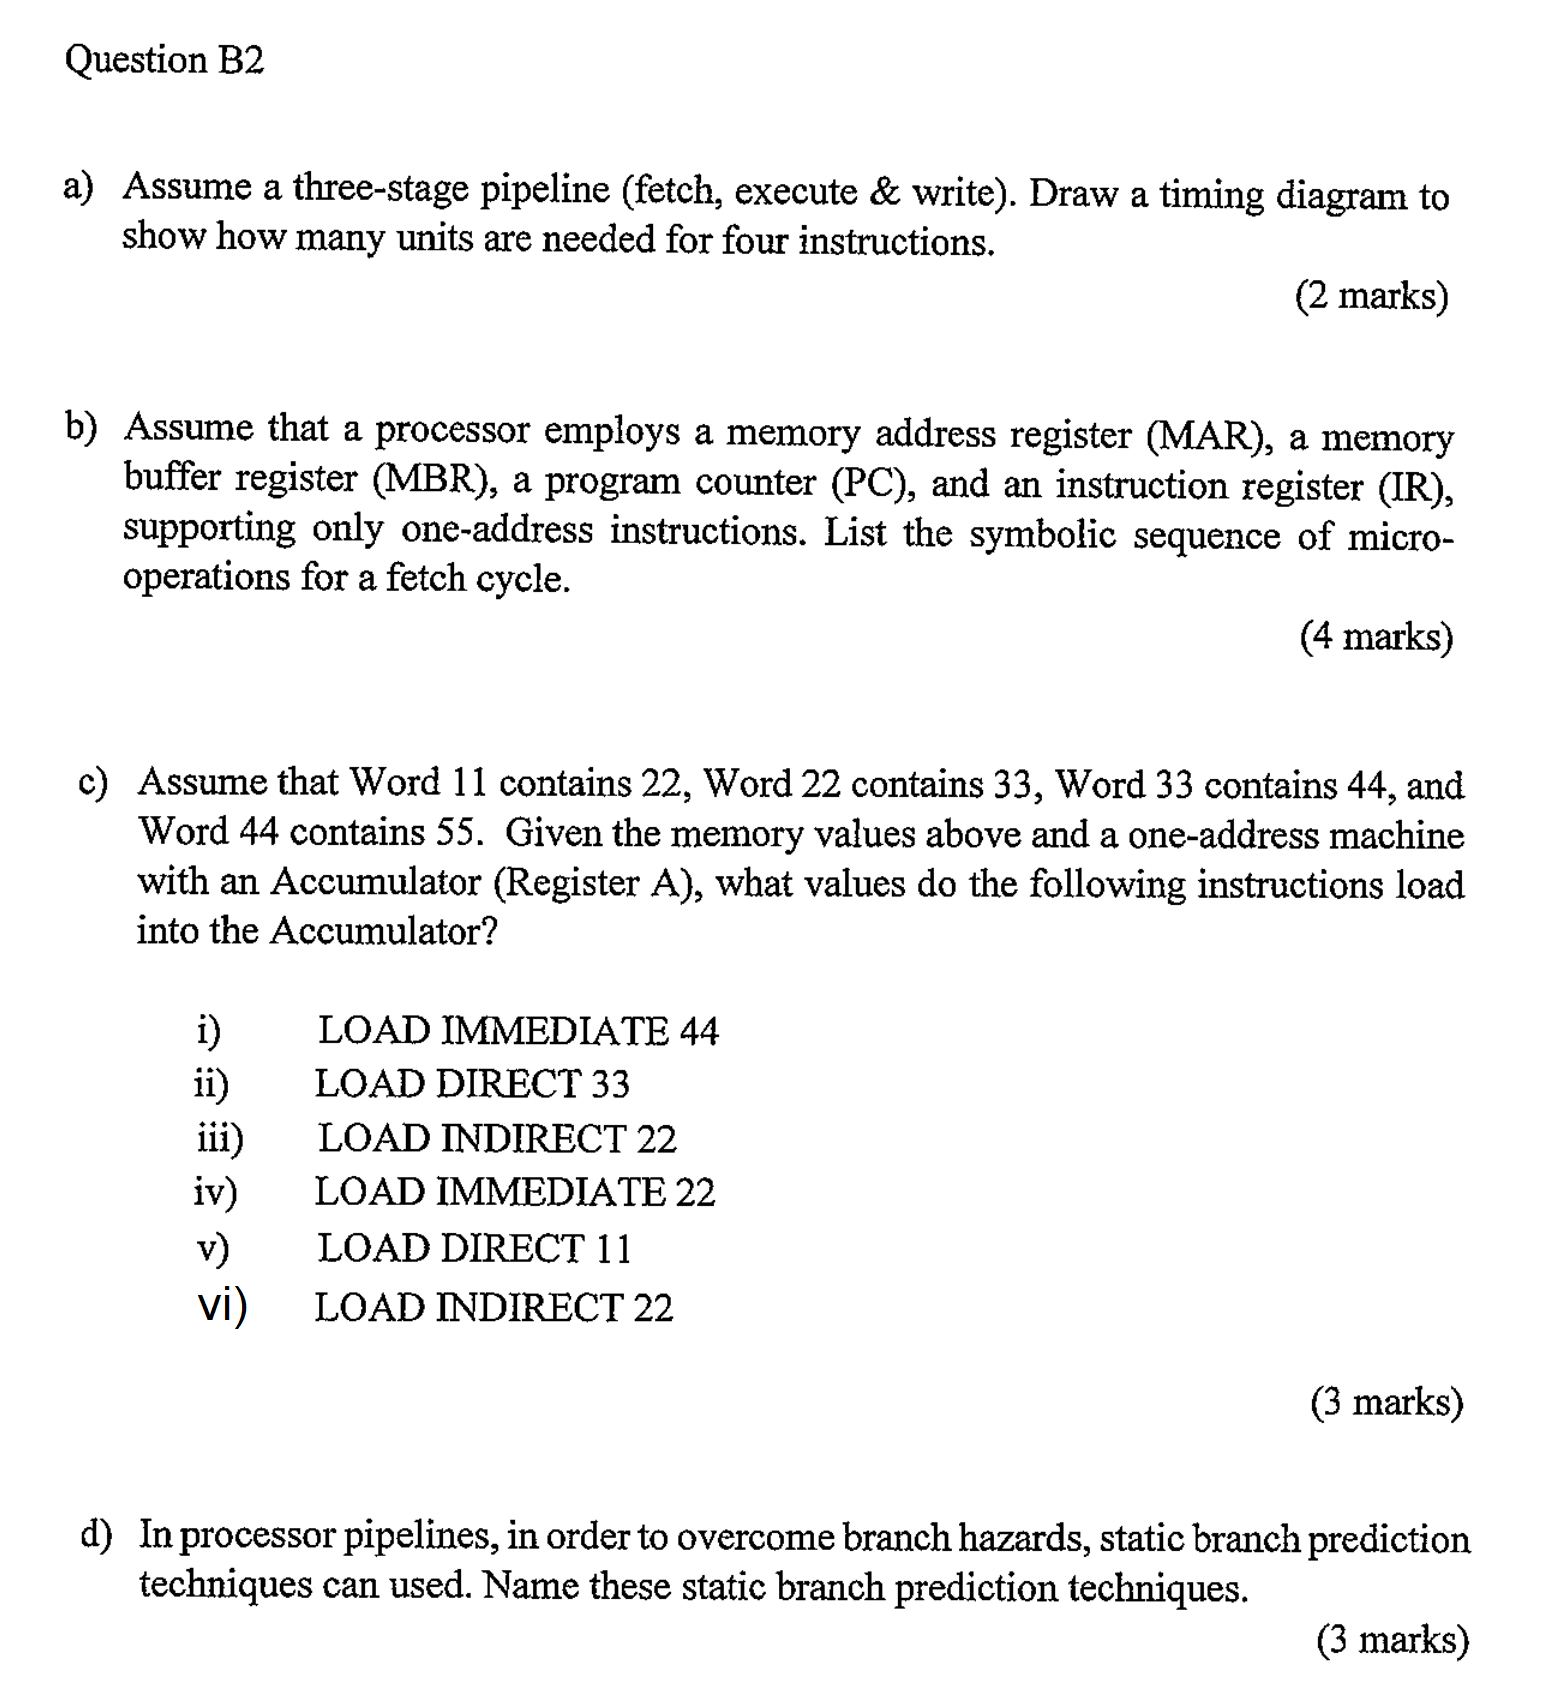 Question B2
a) Assume a three-stage pipeline (fetch, execute & write). Draw a timing diagram to
show how many units are needed for four instructions.
(2 marks)
b) Assume that a processor employs a memory address register (MAR), a memory
buffer register (MBR), a program counter (PC), and an instruction register (IR),
supporting only one-address instructions. List the symbolic sequence of micro-
operations for a fetch cycle.
(4 marks)
c) Assume that Word 11 contains 22, Word 22 contains 33, Word 33 contains 44, and
Word 44 contains 55. Given the memory values above and a one-address machine
with an Accumulator (Register A), what values do the following instructions load
into the Accumulator?
i) LOAD IMMEDIATE 44
ii) LOAD DIRECT 33
iii) LOAD INDIRECT 22
iv) LOAD IMMEDIATE 22
v) LOAD DIRECT 11
vi) LOAD INDIRECT 22
(3 marks)
d) In processor pipelines, in order to overcome branch hazards, static branch prediction
techniques can used. Name these static branch prediction techniques.
(3 marks)